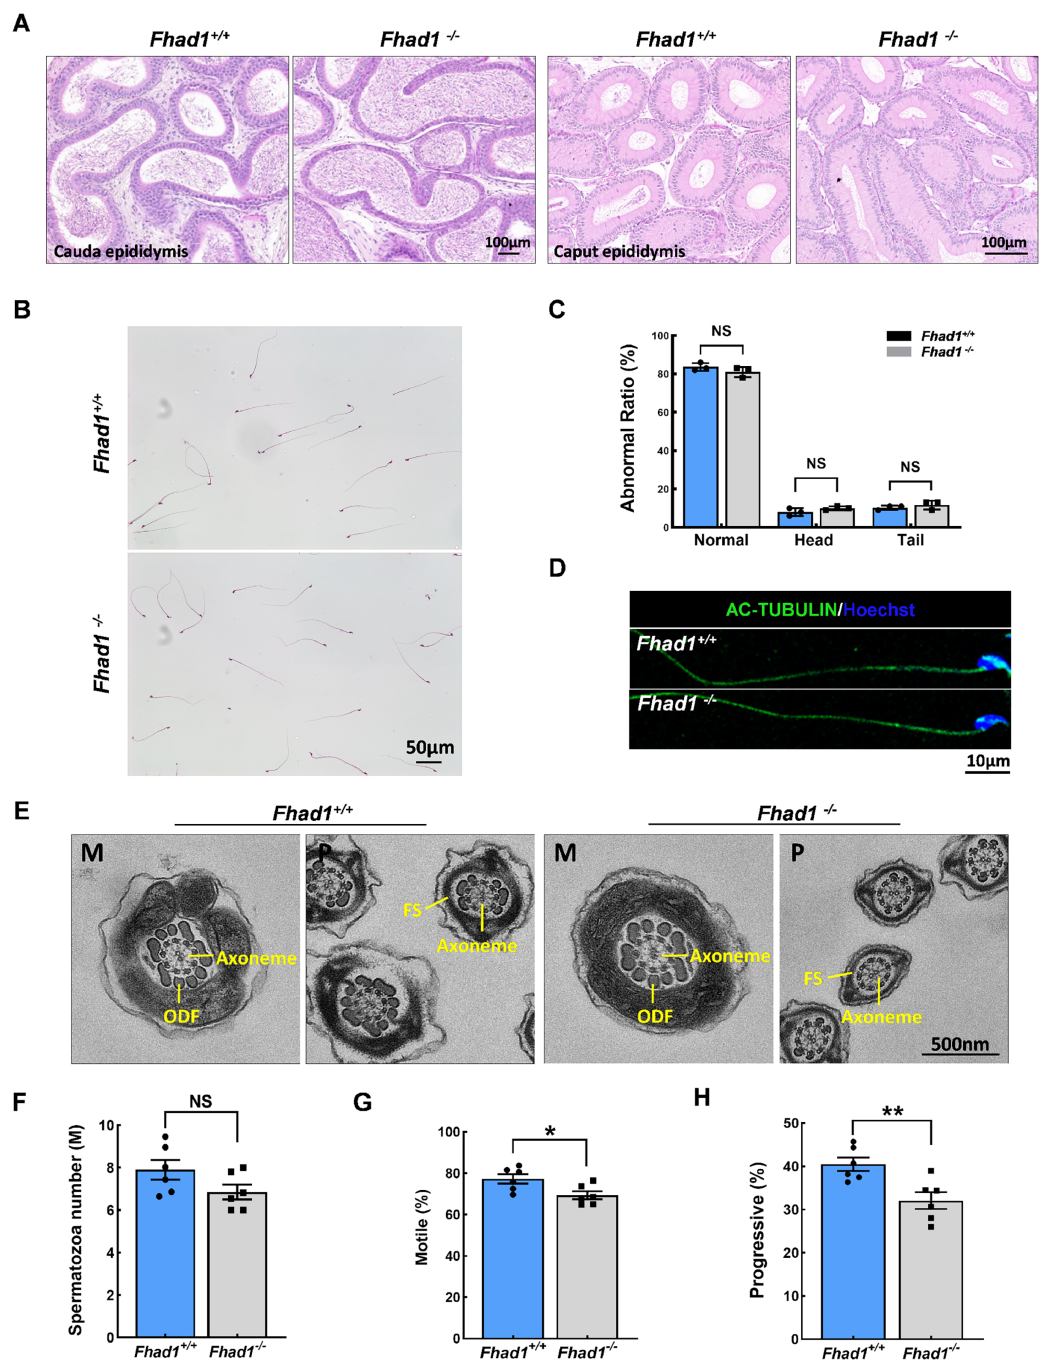 A
Fhad1+/+
Fhad1 -/-
Fhad1+/+
Fhad1 -/-
Cauda epididymis
100μm
Caput epididymis
100μm
B
Fhad1+/+
Fhad1 -/-
50μm
C
Abnormal Ratio (%)
100
80
60
40
20
0
NS
NS
NS
Fhad1+/+
Fhad1 -/-
Normal
Head
Tail
D
AC-TUBULIN/Hoechst
Fhad1+/+
Fhad1 -/-
10μm
E
Fhad1+/+
Fhad1 -/-
M
Axoneme
ODF
P
FS
Axoneme
M
Axoneme
ODF
P
FS
Axoneme
500nm
F
Spermatozoa number (M)
10
8
6
4
2
0
NS
Fhad1+/+
Fhad1-/-
G
Motile (%)
100
80
60
40
20
0
*
Fhad1+/+
Fhad1-/-
H
Progressive (%)
50
40
30
20
10
0
**
Fhad1+/+
Fhad1-/-